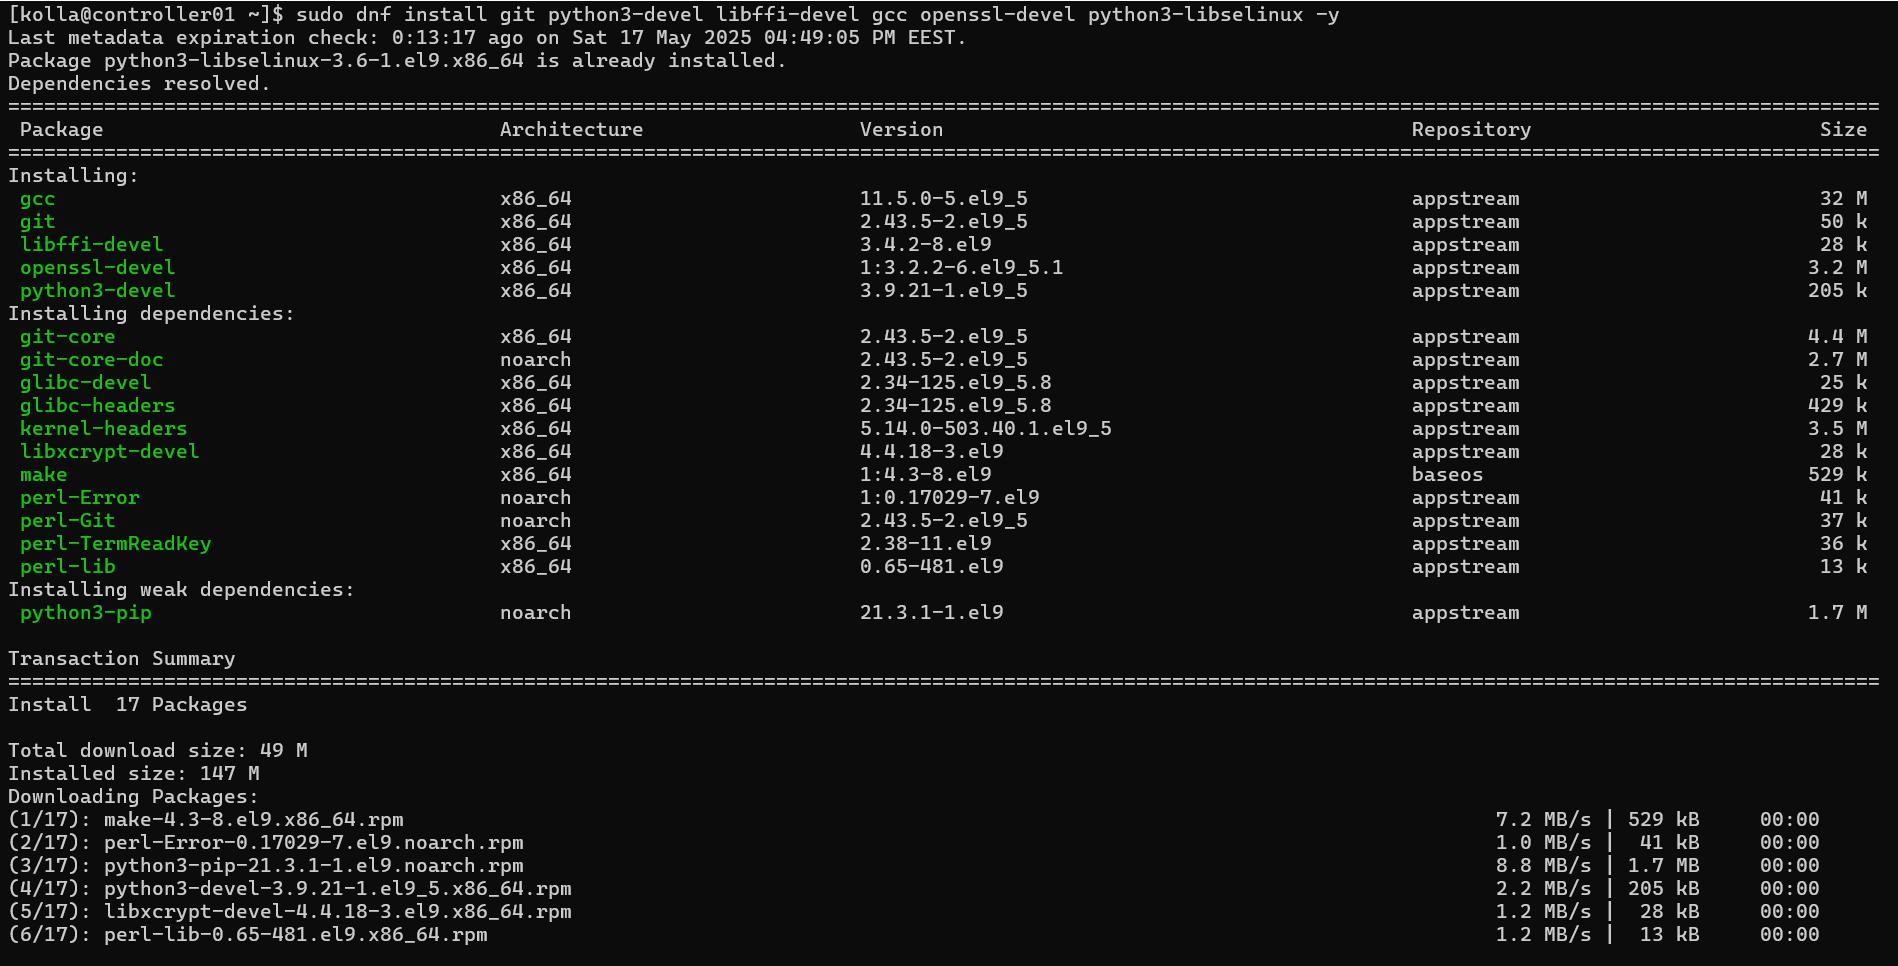 [kolla@controller01 ~]$ sudo dnf install git python3-devel libffi-devel gcc openssl-devel python3-libselinux -y
Last metadata expiration check: 0:13:17 ago on Sat 17 May 2025 04:49:05 PM EEST.
Package python3-libselinux-3.6-1.el9.x86_64 is already installed.
Dependencies resolved.
============================================================================================================================================================
Package Architecture Version Repository Size
============================================================================================================================================================
Installing:
gcc x86_64 11.5.0-5.el9_5 appstream 32 M
git x86_64 2.43.5-2.el9_5 appstream 50 k
libffi-devel x86_64 3.4.2-8.el9 appstream 28 k
openssl-devel x86_64 1:3.2.2-6.el9_5.1 appstream 3.2 M
python3-devel x86_64 3.9.21-1.el9_5 appstream 205 k
Installing dependencies:
git-core x86_64 2.43.5-2.el9_5 appstream 4.4 M
git-core-doc noarch 2.43.5-2.el9_5 appstream 2.7 M
glibc-devel x86_64 2.34-125.el9_5.8 appstream 25 k
glibc-headers x86_64 2.34-125.el9_5.8 appstream 429 k
kernel-headers x86_64 5.14.0-503.40.1.el9_5 appstream 3.5 M
libxcrypt-devel x86_64 4.4.18-3.el9 appstream 28 k
make x86_64 1:4.3-8.el9 baseos 529 k
perl-Error noarch 1:0.17029-7.el9 appstream 41 k
perl-Git noarch 2.43.5-2.el9_5 appstream 37 k
perl-TermReadKey x86_64 2.38-11.el9 appstream 36 k
perl-lib x86_64 0.65-481.el9 appstream 13 k
Installing weak dependencies:
python3-pip noarch 21.3.1-1.el9 appstream 1.7 M
Transaction Summary
============================================================================================================================================================
Install 17 Packages
Total download size: 49 M
Installed size: 147 M
Downloading Packages:
(1/17): make-4.3-8.el9.x86_64.rpm 7.2 MB/s | 529 kB 00:00
(2/17): perl-Error-0.17029-7.el9.noarch.rpm 1.0 MB/s | 41 kB 00:00
(3/17): python3-pip-21.3.1-1.el9.noarch.rpm 8.8 MB/s | 1.7 MB 00:00
(4/17): python3-devel-3.9.21-1.el9_5.x86_64.rpm 2.2 MB/s | 205 kB 00:00
(5/17): libxcrypt-devel-4.4.18-3.el9.x86_64.rpm 1.2 MB/s | 28 kB 00:00
(6/17): perl-lib-0.65-481.el9.x86_64.rpm 1.2 MB/s | 13 kB 00:00